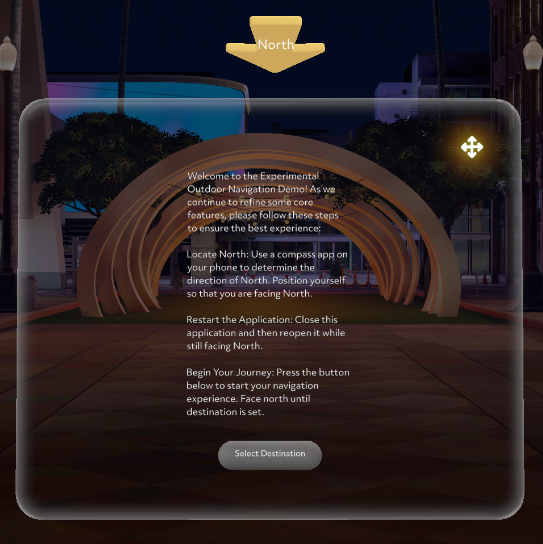 North
Welcome to the Experimental
Outdoor Navigation Demo! As we
continue to refine some core
features, please follow these steps
to ensure the best experience:
Locate North: Use a compass app on
your phone to determine the
direction of North. Position yourself
so that you are facing North.
Restart the Application: Close this
application and then reopen it while
still facing North.
Begin Your Journey: Press the button
below to start your navigation
experience. Face north until
destination is set.
Select Destination